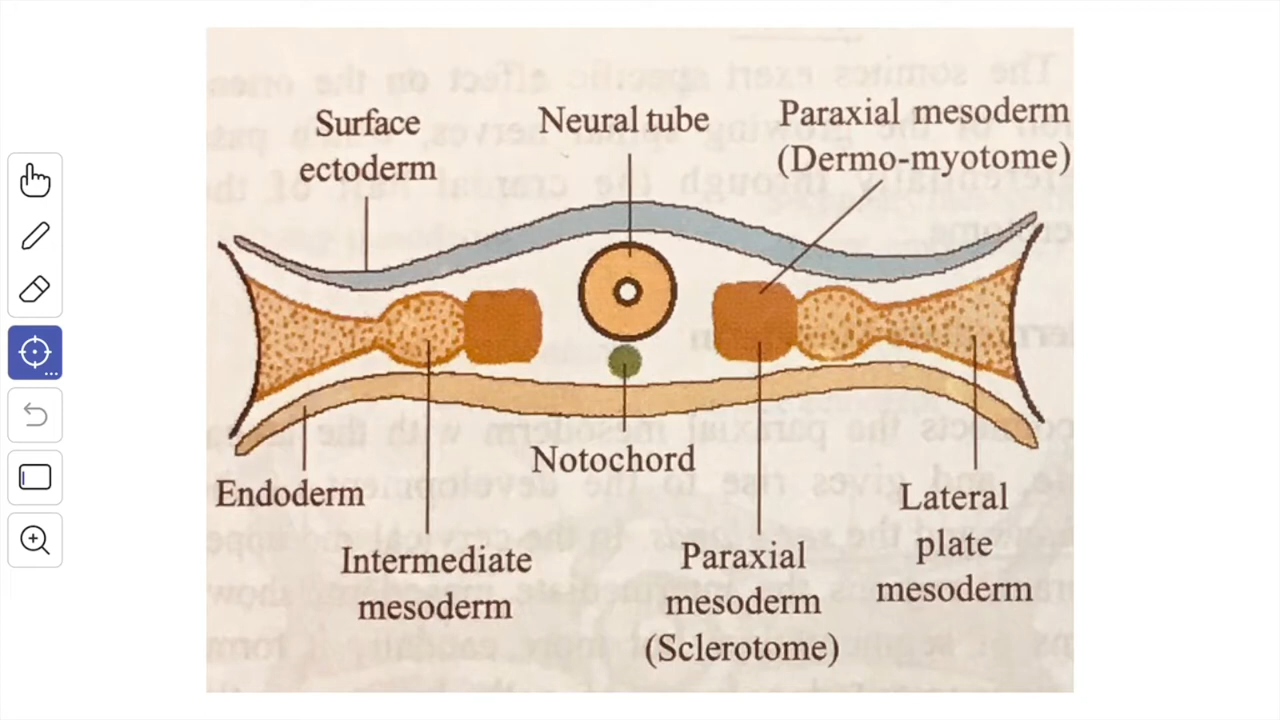 Surface
ectoderm
Neural tube
Paraxial mesoderm
(Dermo-myotome)
Endoderm
Notochord
Intermediate
mesoderm
Paraxial
mesoderm
(Sclerotome)
Lateral
plate
mesoderm